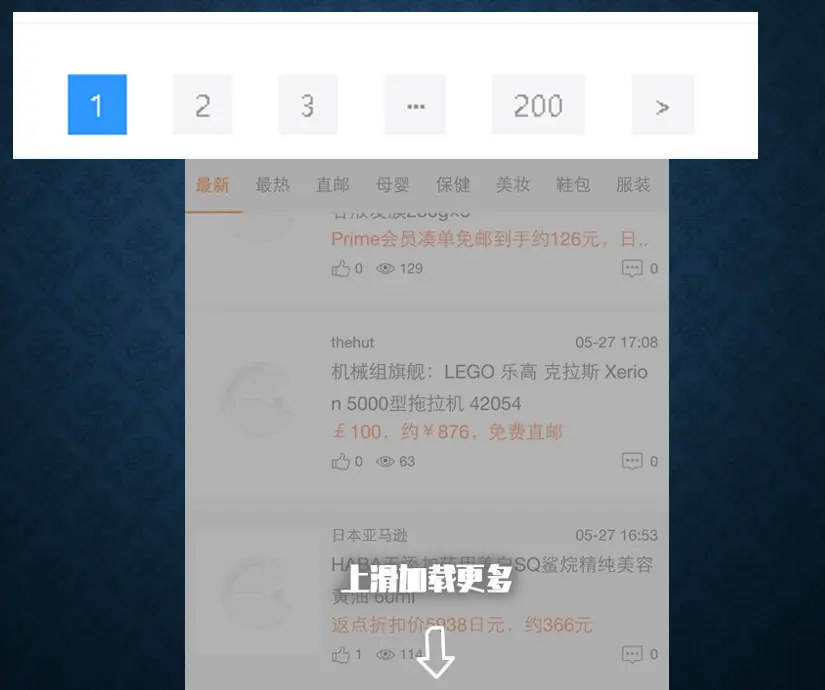 1 2 3 ... 200 >
最新 最热 直邮 母婴 保健 美妆 鞋包 服装
Prime会员凑单免邮到手约126元，日..
0 129 0
thehut 05-27 17:08
机械组旗舰：LEGO 乐高 克拉斯 Xerio
n 5000型拖拉机 42054
￡100，约￥876，免费直邮
0 63 0
日本亚马逊 05-27 16:53
HABA SQ鲨烷精纯美容
黄油 60ml
上滑加载更多
返点折扣价5938日元，约366元
1 114 0